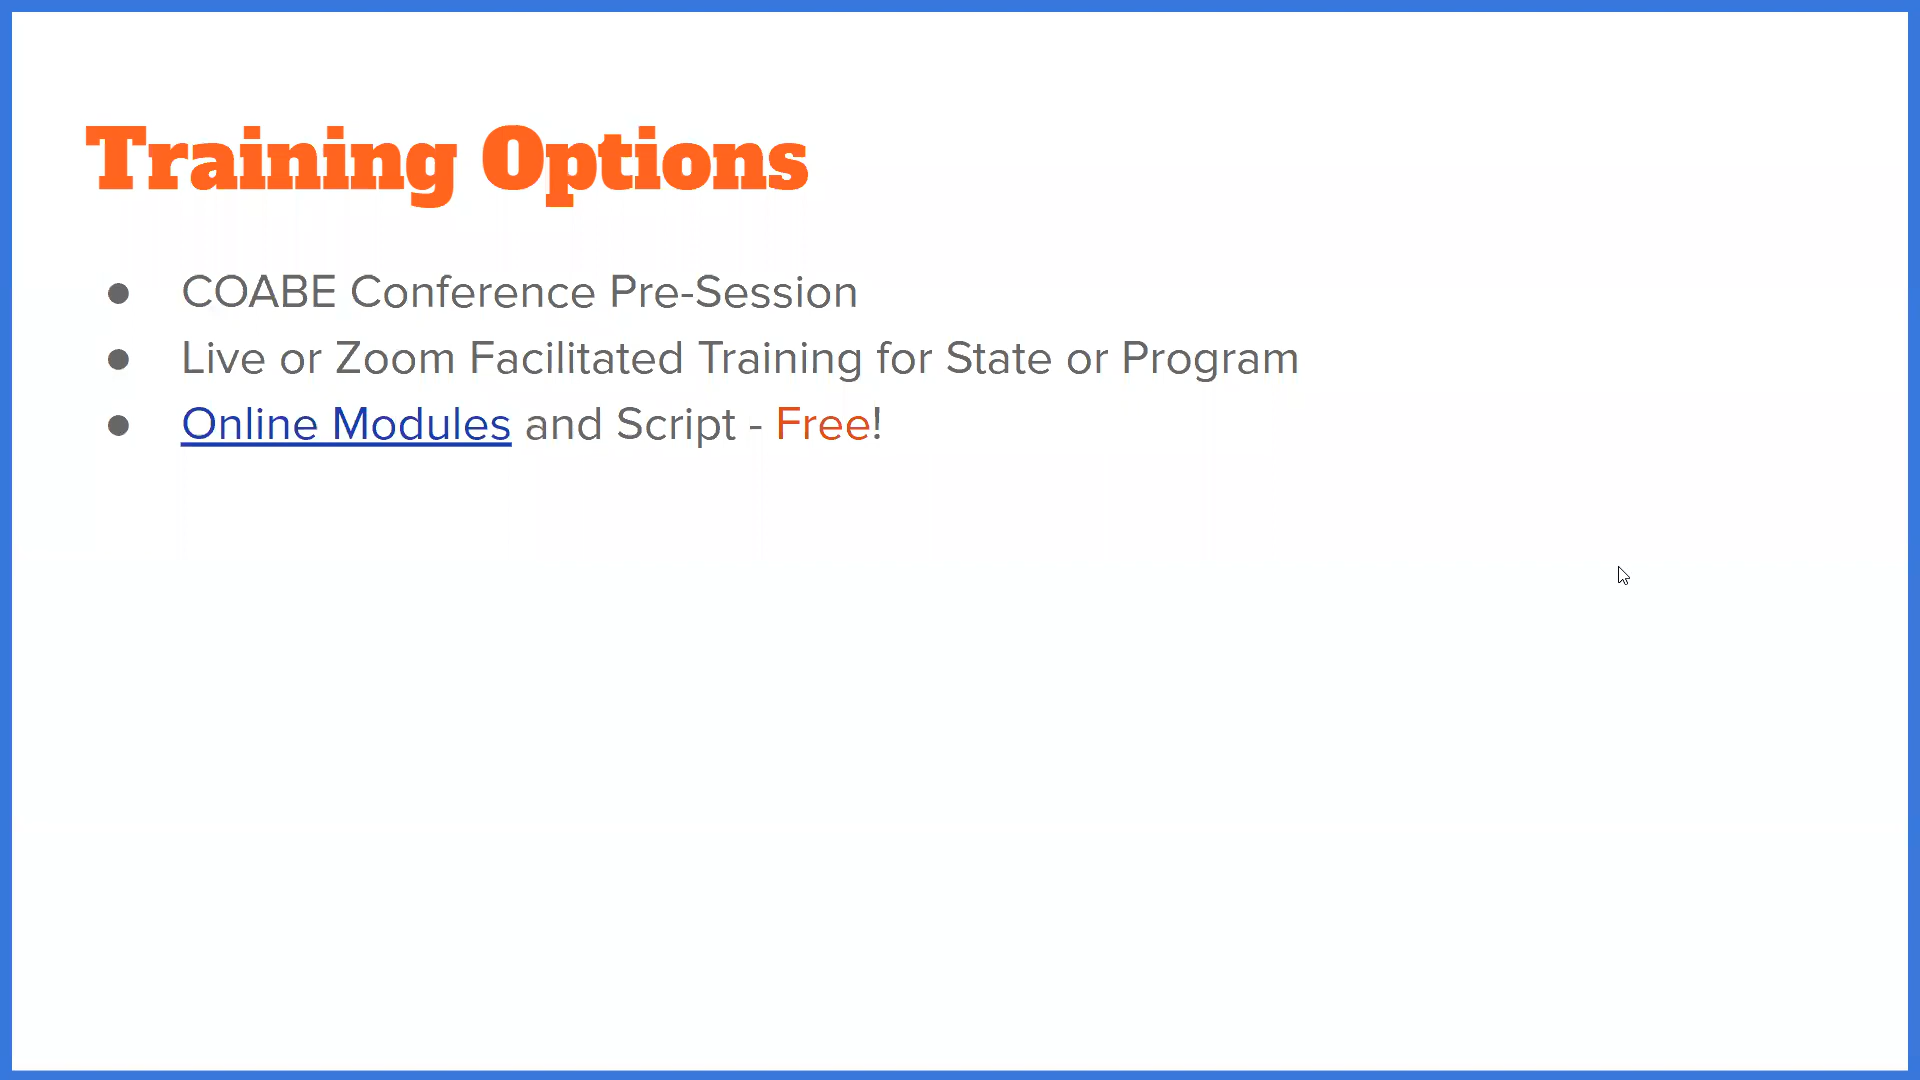 Training Options
● COABE Conference Pre-Session
● Live or Zoom Facilitated Training for State or Program
● Online Modules and Script - Free!